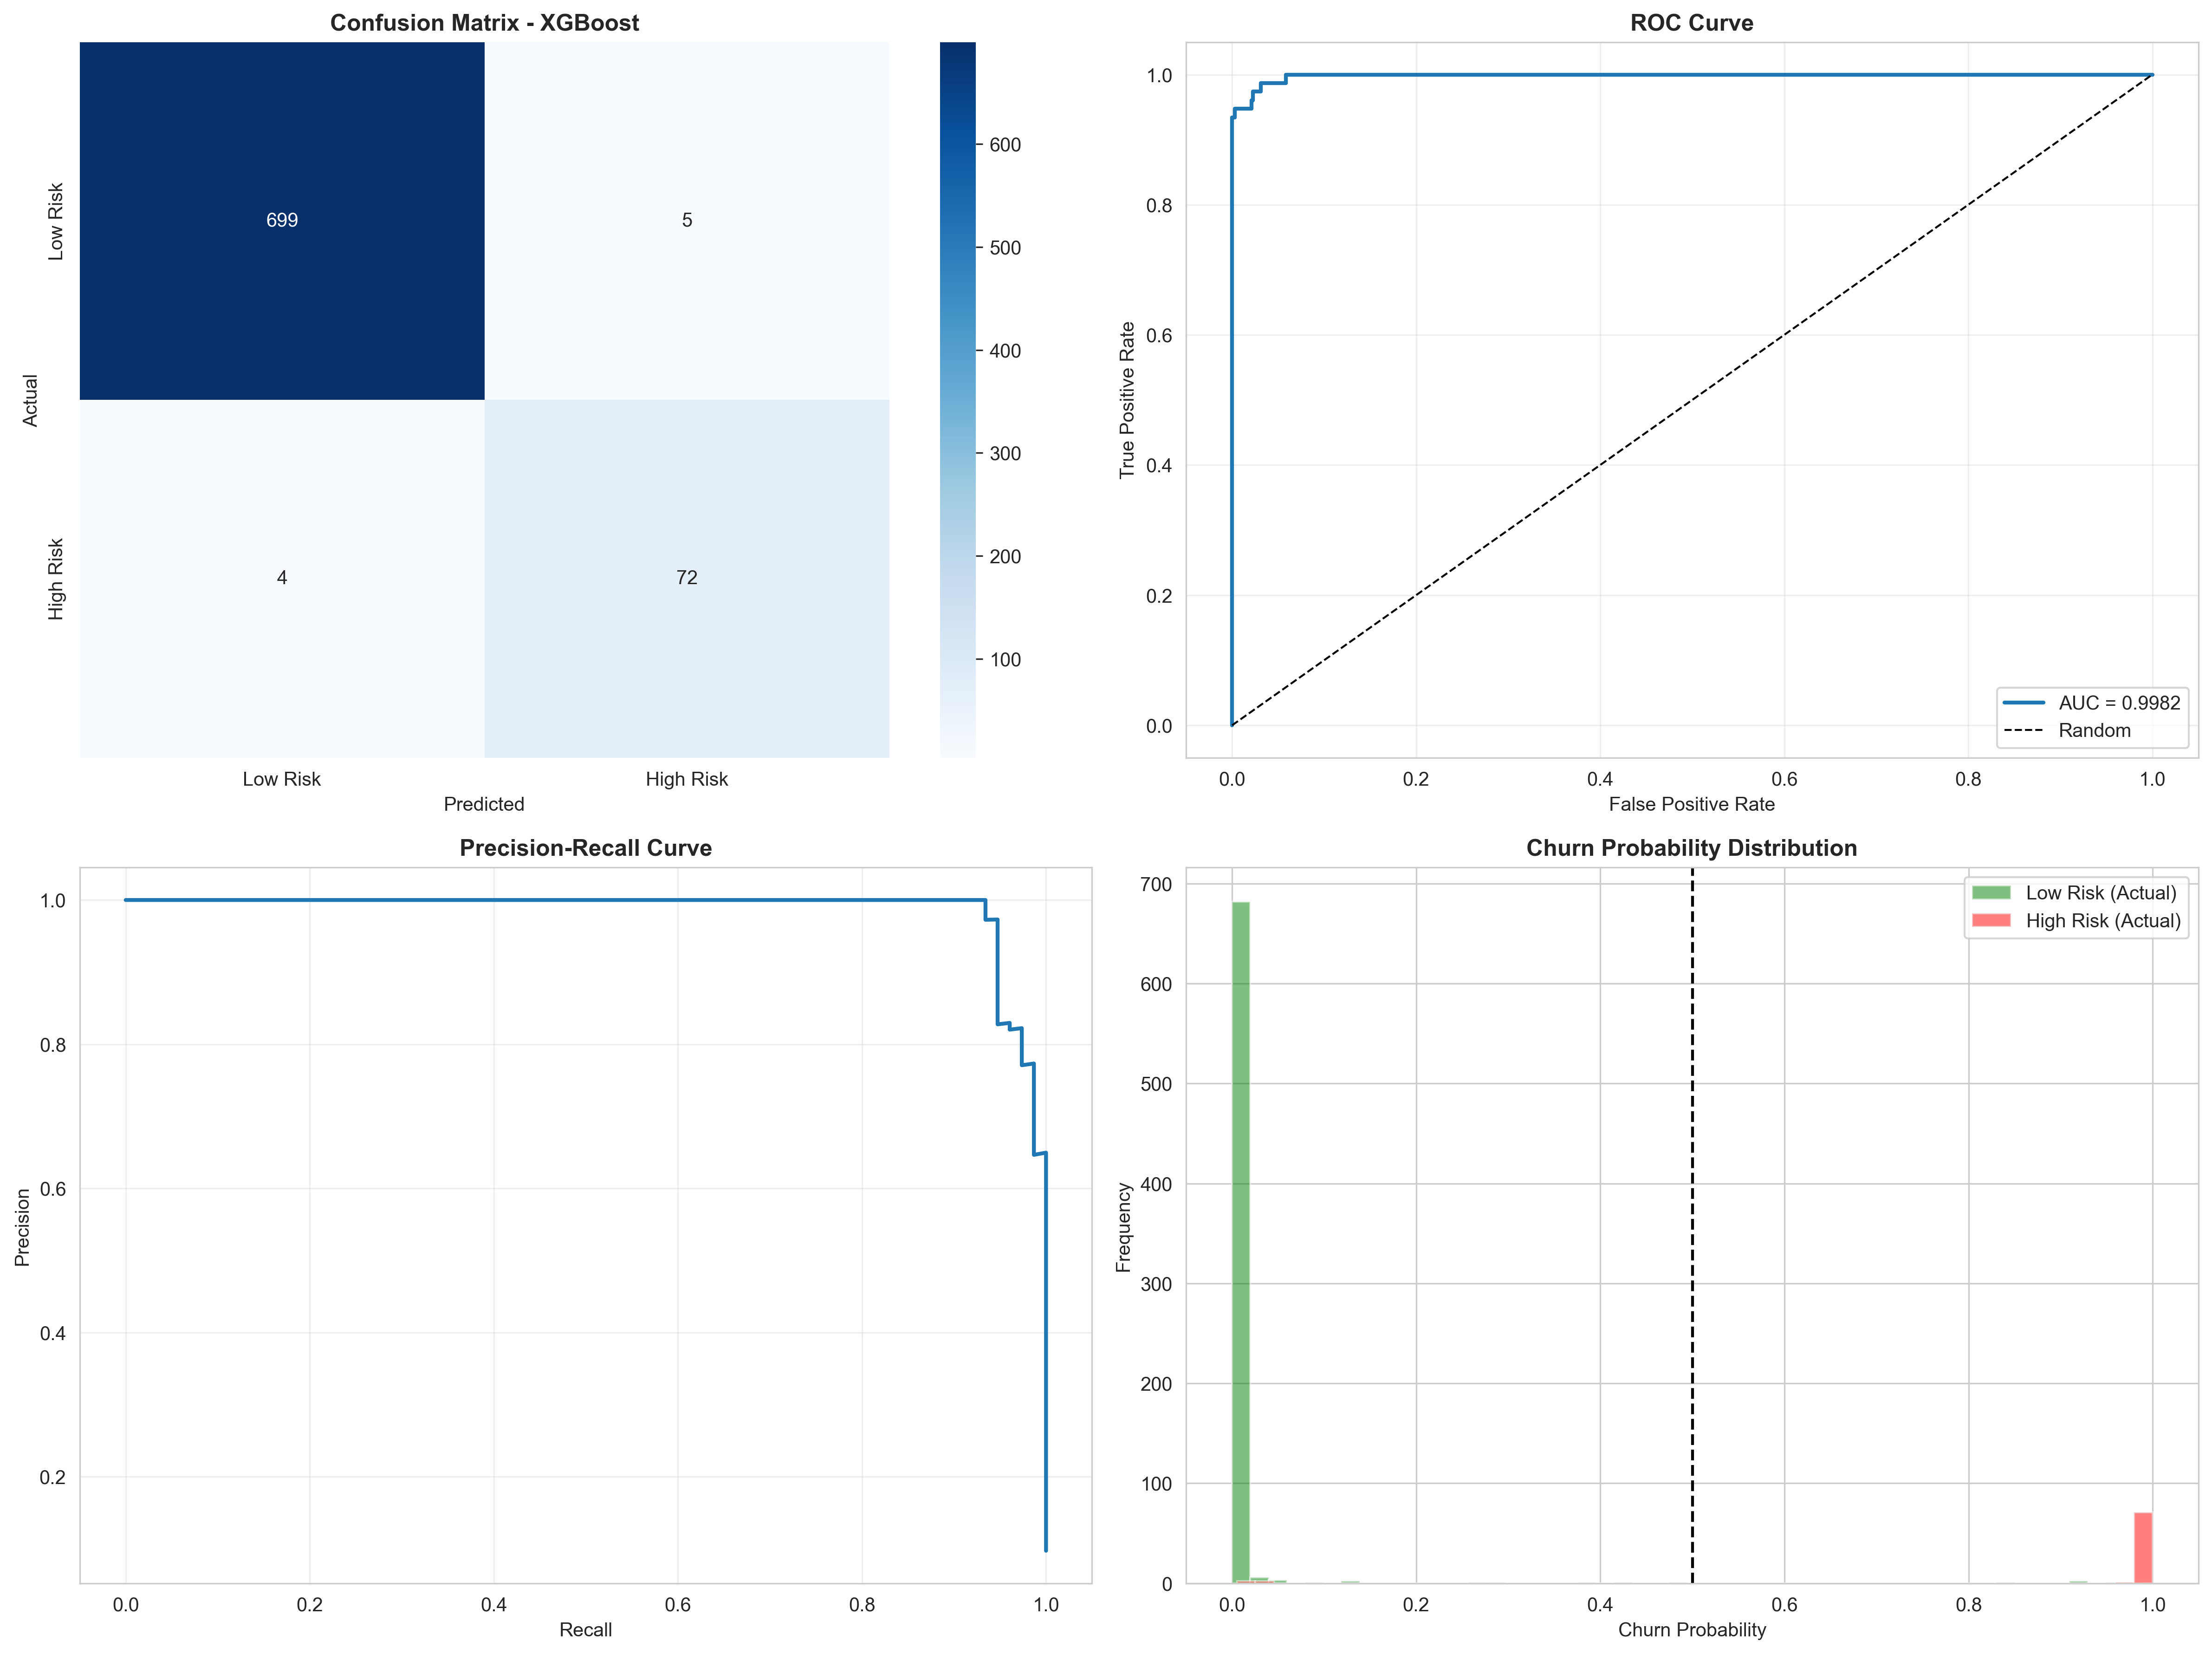 Confusion Matrix - XGBoost
Actual
Low Risk
High Risk
699
5
4
72
600
500
400
300
200
100
Low Risk
High Risk
Predicted
ROC Curve
True Positive Rate
1.0
0.8
0.6
0.4
0.2
0.0
AUC = 0.9982
Random
0.0
0.2
0.4
0.6
0.8
1.0
False Positive Rate
Precision-Recall Curve
Precision
1.0
0.8
0.6
0.4
0.2
0.0
0.2
0.4
0.6
0.8
1.0
Recall
Churn Probability Distribution
Frequency
700
600
500
400
300
200
100
0
Low Risk (Actual)
High Risk (Actual)
0.0
0.2
0.4
0.6
0.8
1.0
Churn Probability